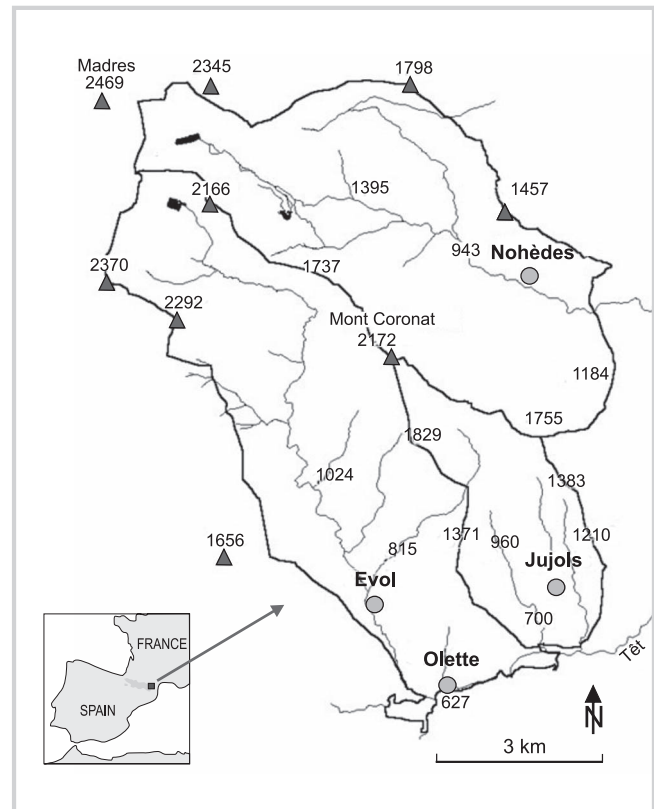 Madres
2469
2345
1798
2166
1395
1457
943
Nohèdes
1737
2370
2292
Mont Coronat
2172
1184
1755
1829
1024
1383
1371
960
1210
1656
815
Jujols
Evol
700
FRANCE
SPAIN
Olette
627
Têt
N
3 km